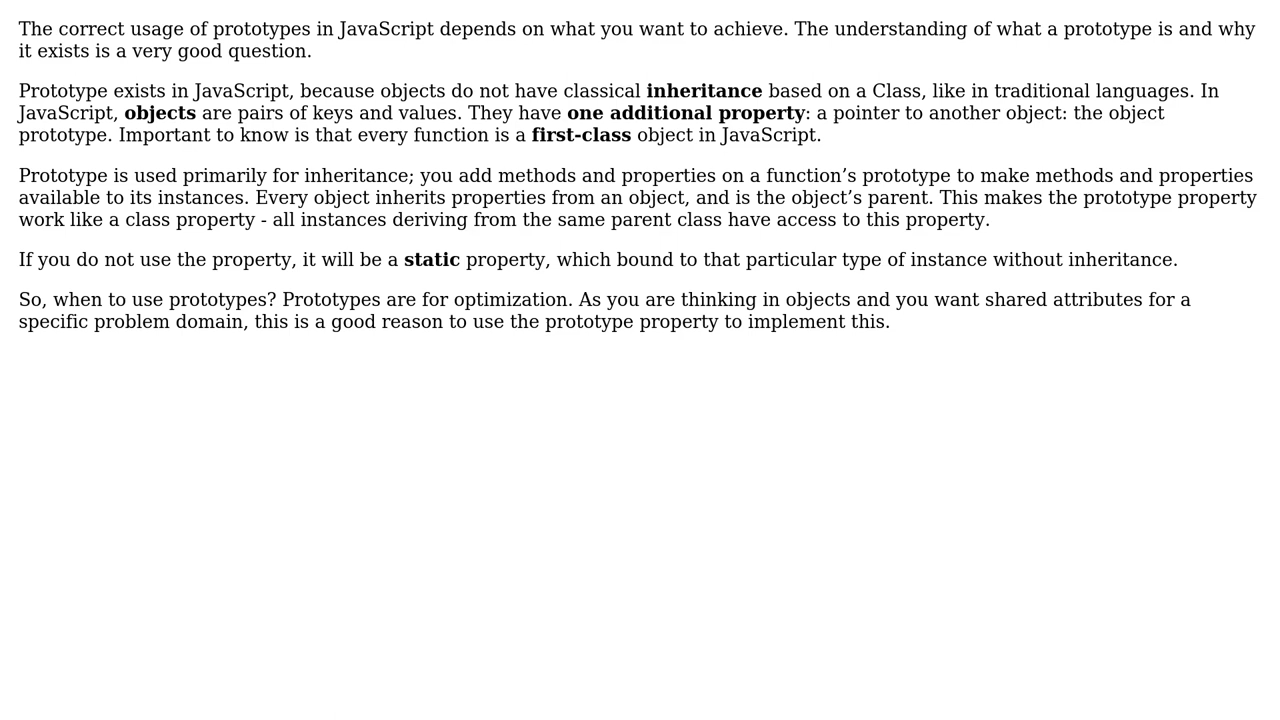 The correct usage of prototypes in JavaScript depends on what you want to achieve. The understanding of what a prototype is and why
it exists is a very good question.
Prototype exists in JavaScript, because objects do not have classical inheritance based on a Class, like in traditional languages. In
JavaScript, objects are pairs of keys and values. They have one additional property: a pointer to another object: the object
prototype. Important to know is that every function is a first-class object in JavaScript.
Prototype is used primarily for inheritance; you add methods and properties on a function’s prototype to make methods and properties
available to its instances. Every object inherits properties from an object, and is the object’s parent. This makes the prototype property
work like a class property - all instances deriving from the same parent class have access to this property.
If you do not use the property, it will be a static property, which bound to that particular type of instance without inheritance.
So, when to use prototypes? Prototypes are for optimization. As you are thinking in objects and you want shared attributes for a
specific problem domain, this is a good reason to use the prototype property to implement this.